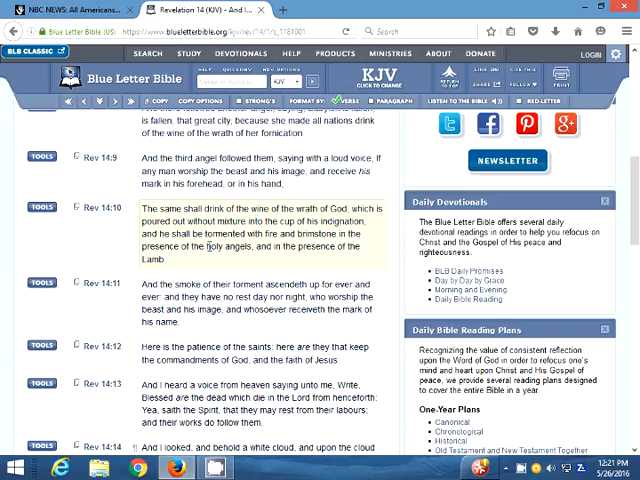 NBC NEWS: All Americans...
Revelation 14 (KJV) - And I ...
Blue Letter Bible (US)
https://www.blueletterbible.org/kjv/rev/14/1/s_1181001
Search
BLB CLASSIC
SEARCH STUDY DEVOTIONALS HELP PRODUCTS MINISTRIES ABOUT DONATE
LOGIN
Blue Letter Bible
HELP QUICKNAV ADV. OPTIONS
KJV
KJV
CLICK TO CHANGE
RETURN TO TOP
LINK
CITE THIS
SHARE
FOLLOW
PRINT
COPY COPY OPTIONS STRONG'S FORMAT BY: VERSE PARAGRAPH LISTEN TO THE BIBLE RED-LETTER
is fallen, that great city, because she made all nations drink
of the wine of the wrath of her fornication.
TOOLS Rev 14:9 And the third angel followed them, saying with a loud voice, If
any man worship the beast and his image, and receive his
mark in his forehead, or in his hand,
TOOLS Rev 14:10 The same shall drink of the wine of the wrath of God, which is
poured out without mixture into the cup of his indignation;
and he shall be tormented with fire and brimstone in the
presence of the holy angels, and in the presence of the
Lamb:
TOOLS Rev 14:11 And the smoke of their torment ascendeth up for ever and
ever: and they have no rest day nor night, who worship the
beast and his image, and whosoever receiveth the mark of
his name.
TOOLS Rev 14:12 Here is the patience of the saints: here are they that keep
the commandments of God, and the faith of Jesus.
TOOLS Rev 14:13 And I heard a voice from heaven saying unto me, Write,
Blessed are the dead which die in the Lord from henceforth:
Yea, saith the Spirit, that they may rest from their labours;
and their works do follow them.
TOOLS Rev 14:14 ¶ And I looked, and behold a white cloud, and upon the cloud
NEWSLETTER
Daily Devotionals
The Blue Letter Bible offers several daily
devotional readings in order to help you refocus on
Christ and the Gospel of His peace and
righteousness.
BLB Daily Promises
Day by Day by Grace
Morning and Evening
Daily Bible Reading
Daily Bible Reading Plans
Recognizing the value of consistent reflection
upon the Word of God in order to refocus one's
mind and heart upon Christ and His Gospel of
peace, we provide several reading plans designed
to cover the entire Bible in a year.
One-Year Plans
Canonical
Chronological
Historical
Old Testament and New Testament Together
12:21 PM
5/26/2016